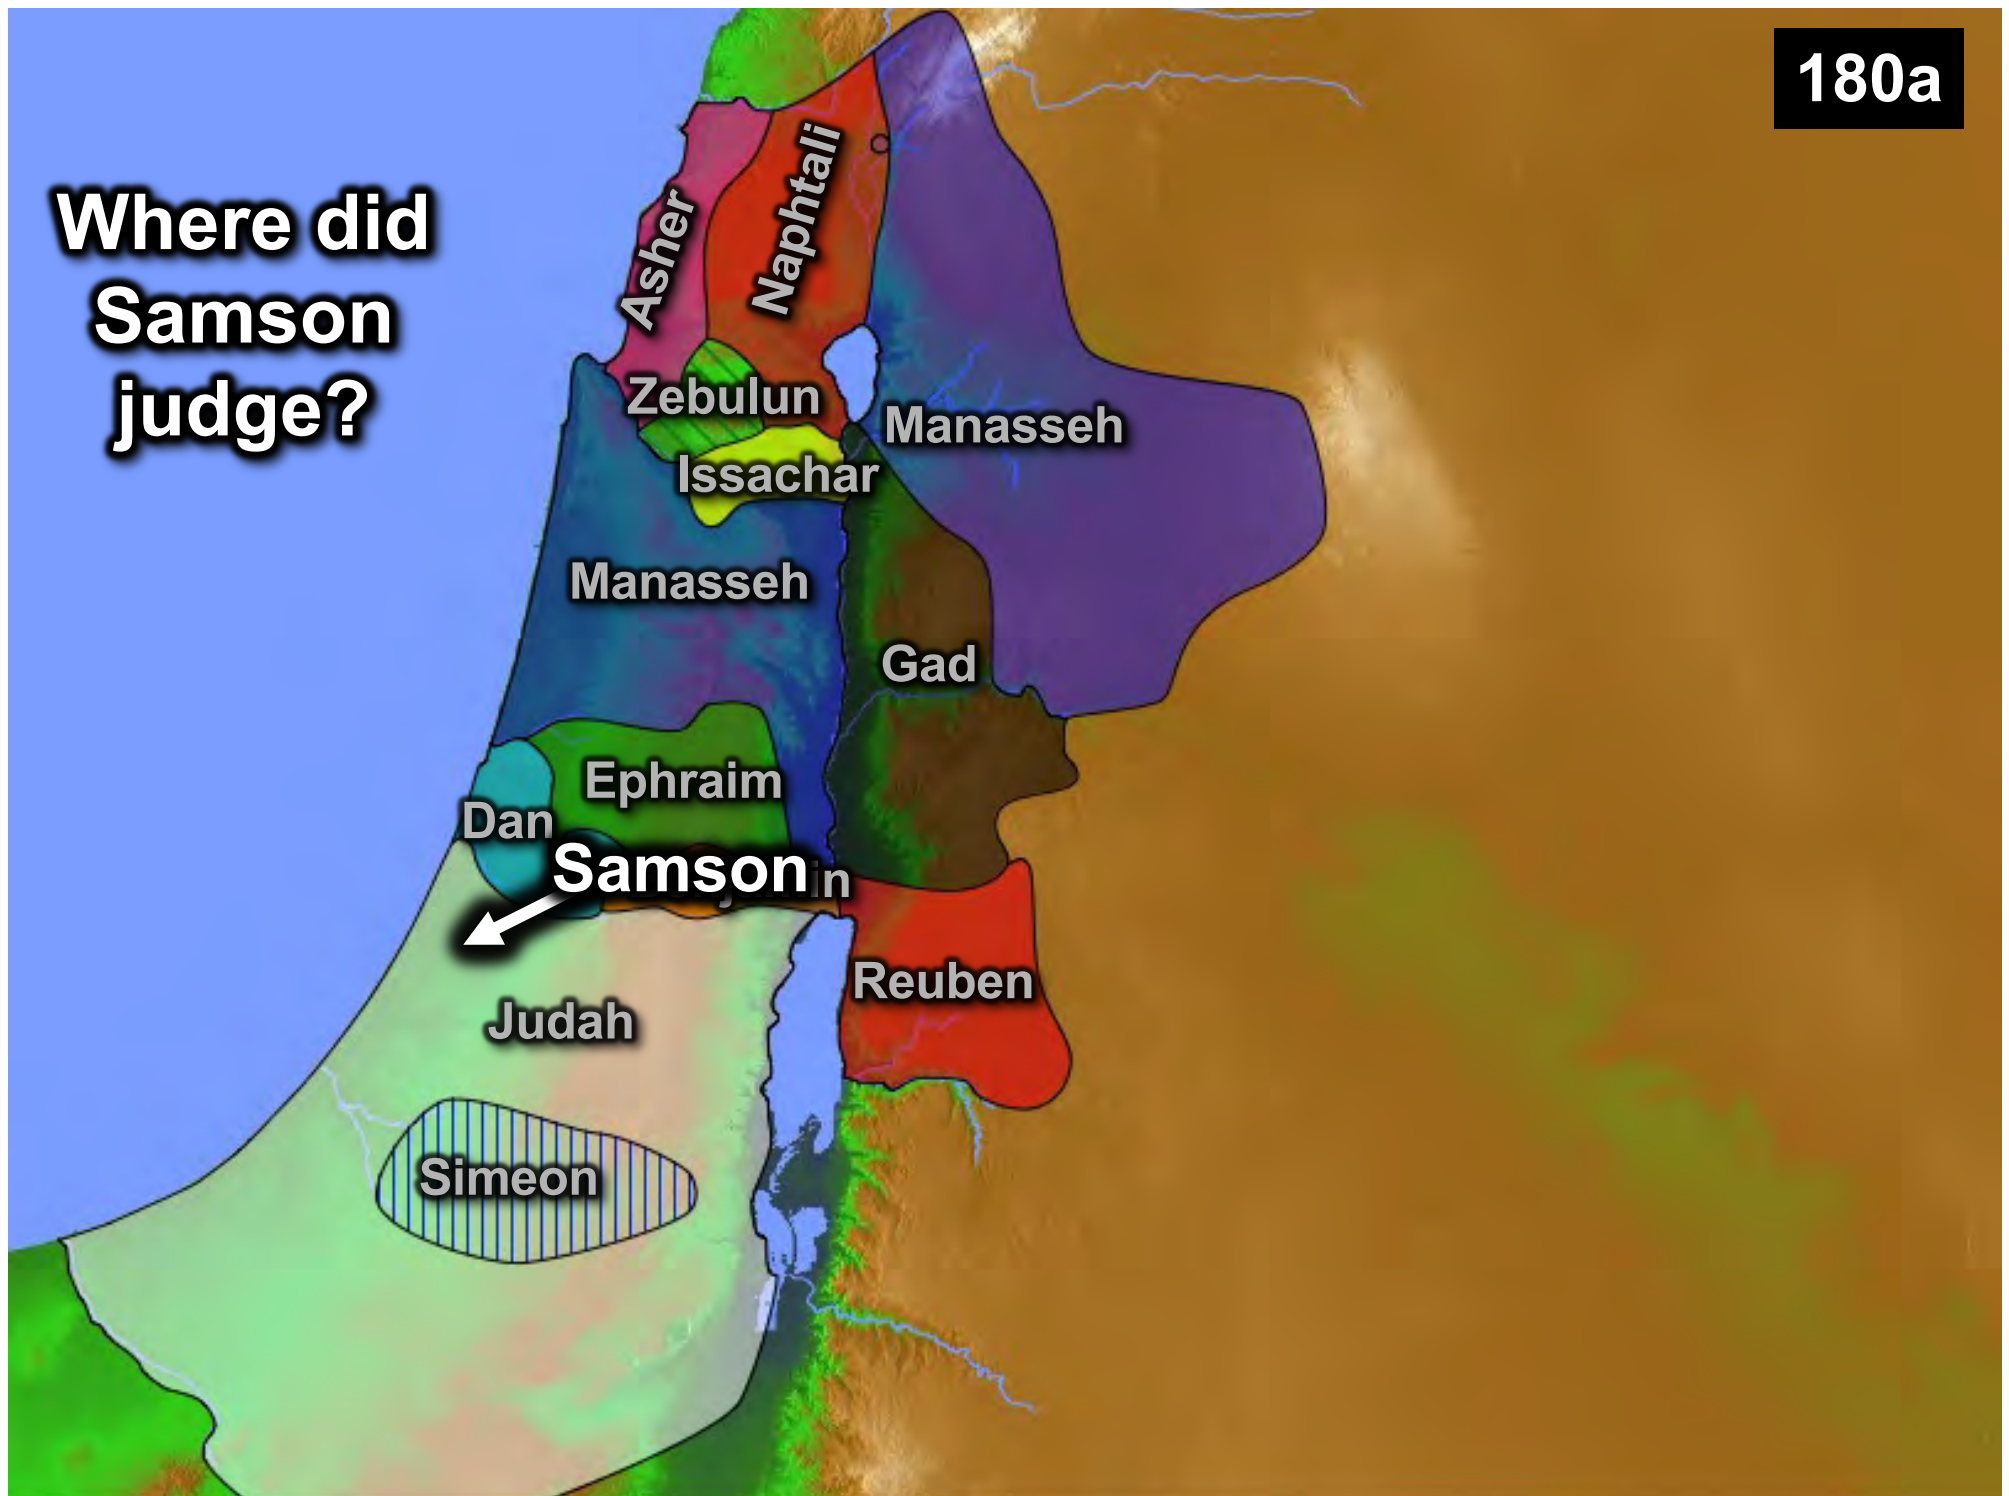 180a
Where did
Samson
judge?
Naphtali
Asher
Zebulun
Manasseh
Issachar
Manasseh
Gad
Ephraim
Dan
Samson
Reuben
Judah
Simeon